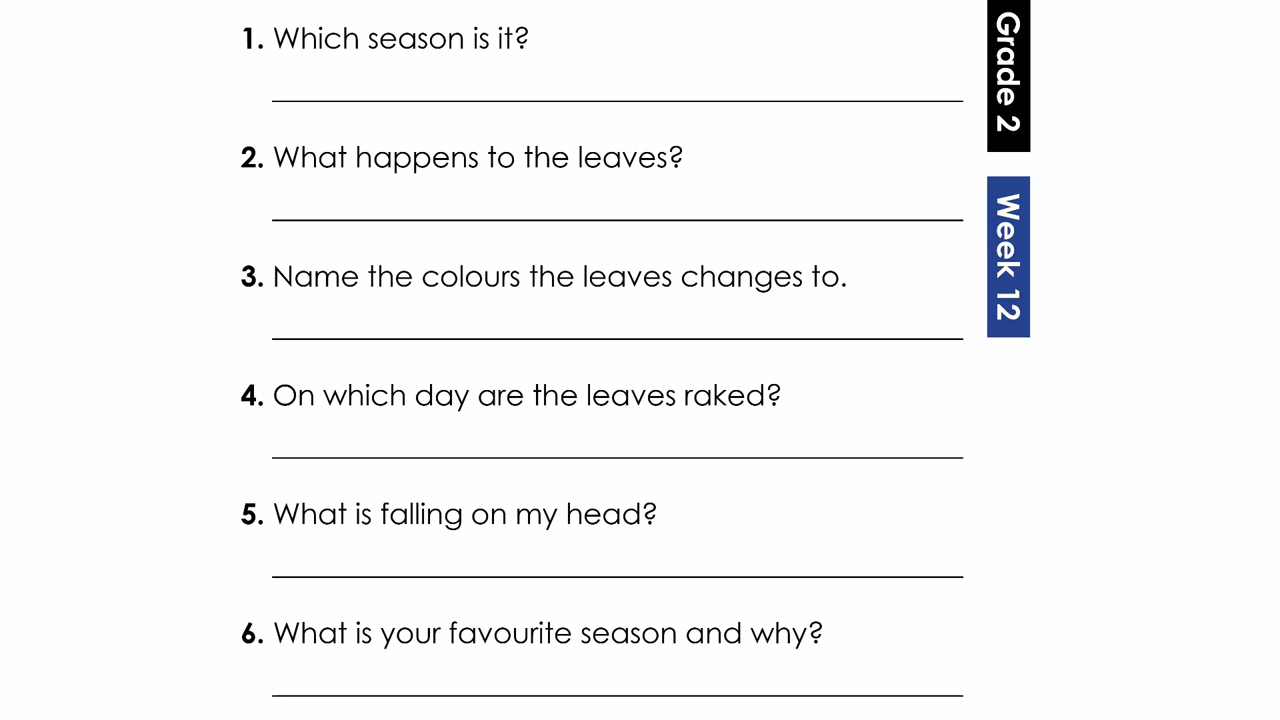 1. Which season is it?
2. What happens to the leaves?
3. Name the colours the leaves changes to.
4. On which day are the leaves raked?
5. What is falling on my head?
6. What is your favourite season and why?
Grade 2
Week 12